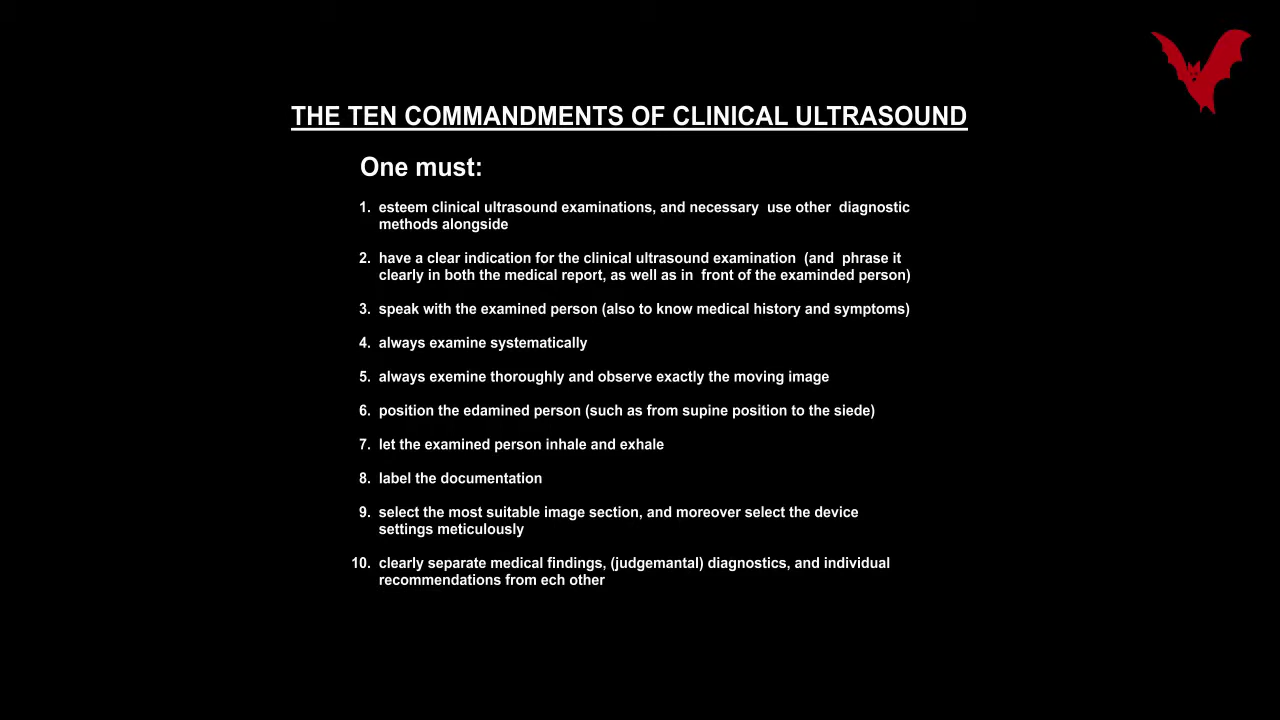 THE TEN COMMANDMENTS OF CLINICAL ULTRASOUND
One must:
1. esteem clinical ultrasound examinations, and necessary use other diagnostic
methods alongside
2. have a clear indication for the clinical ultrasound examination (and phrase it
clearly in both the medical report, as well as in front of the examinded person)
3. speak with the examined person (also to know medical history and symptoms)
4. always examine systematically
5. always exemine thoroughly and observe exactly the moving image
6. position the edamined person (such as from supine position to the siede)
7. let the examined person inhale and exhale
8. label the documentation
9. select the most suitable image section, and moreover select the device
settings meticulously
10. clearly separate medical findings, (judgemantal) diagnostics, and individual
recommendations from ech other